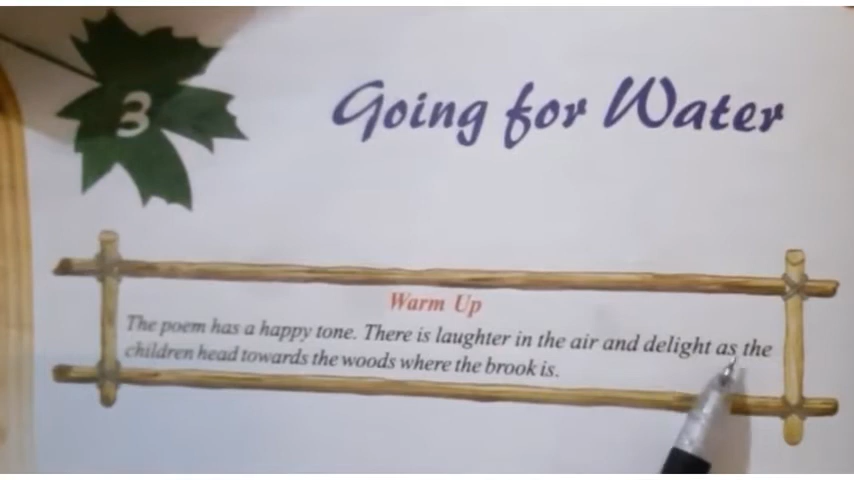 3
Going for Water
Warm Up
The poem has a happy tone. There is laughter in the air and delight as the
children head towards the woods where the brook is.